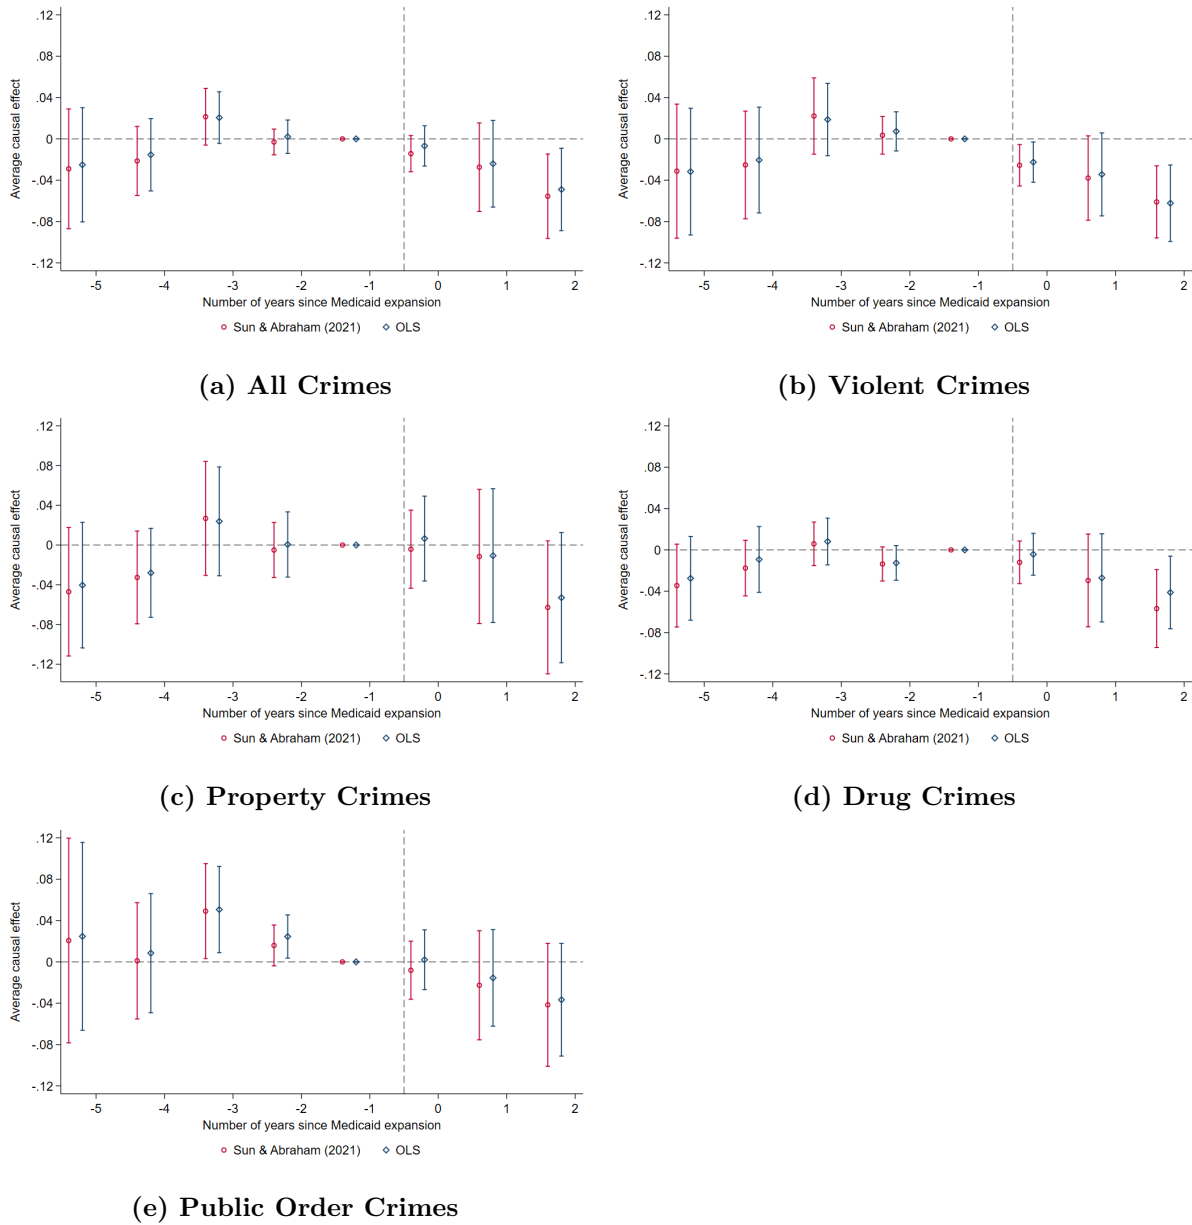 Average causal effect
.12
.08
.04
0
-.04
-.08
-.12
-5 -4 -3 -2 -1 0 1 2
Number of years since Medicaid expansion
Sun & Abraham (2021) OLS
(a) All Crimes
Average causal effect
.12
.08
.04
0
-.04
-.08
-.12
-5 -4 -3 -2 -1 0 1 2
Number of years since Medicaid expansion
Sun & Abraham (2021) OLS
(b) Violent Crimes
Average causal effect
.12
.08
.04
0
-.04
-.08
-.12
-5 -4 -3 -2 -1 0 1 2
Number of years since Medicaid expansion
Sun & Abraham (2021) OLS
(c) Property Crimes
Average causal effect
.12
.08
.04
0
-.04
-.08
-.12
-5 -4 -3 -2 -1 0 1 2
Number of years since Medicaid expansion
Sun & Abraham (2021) OLS
(d) Drug Crimes
Average causal effect
.12
.08
.04
0
-.04
-.08
-.12
-5 -4 -3 -2 -1 0 1 2
Number of years since Medicaid expansion
Sun & Abraham (2021) OLS
(e) Public Order Crimes